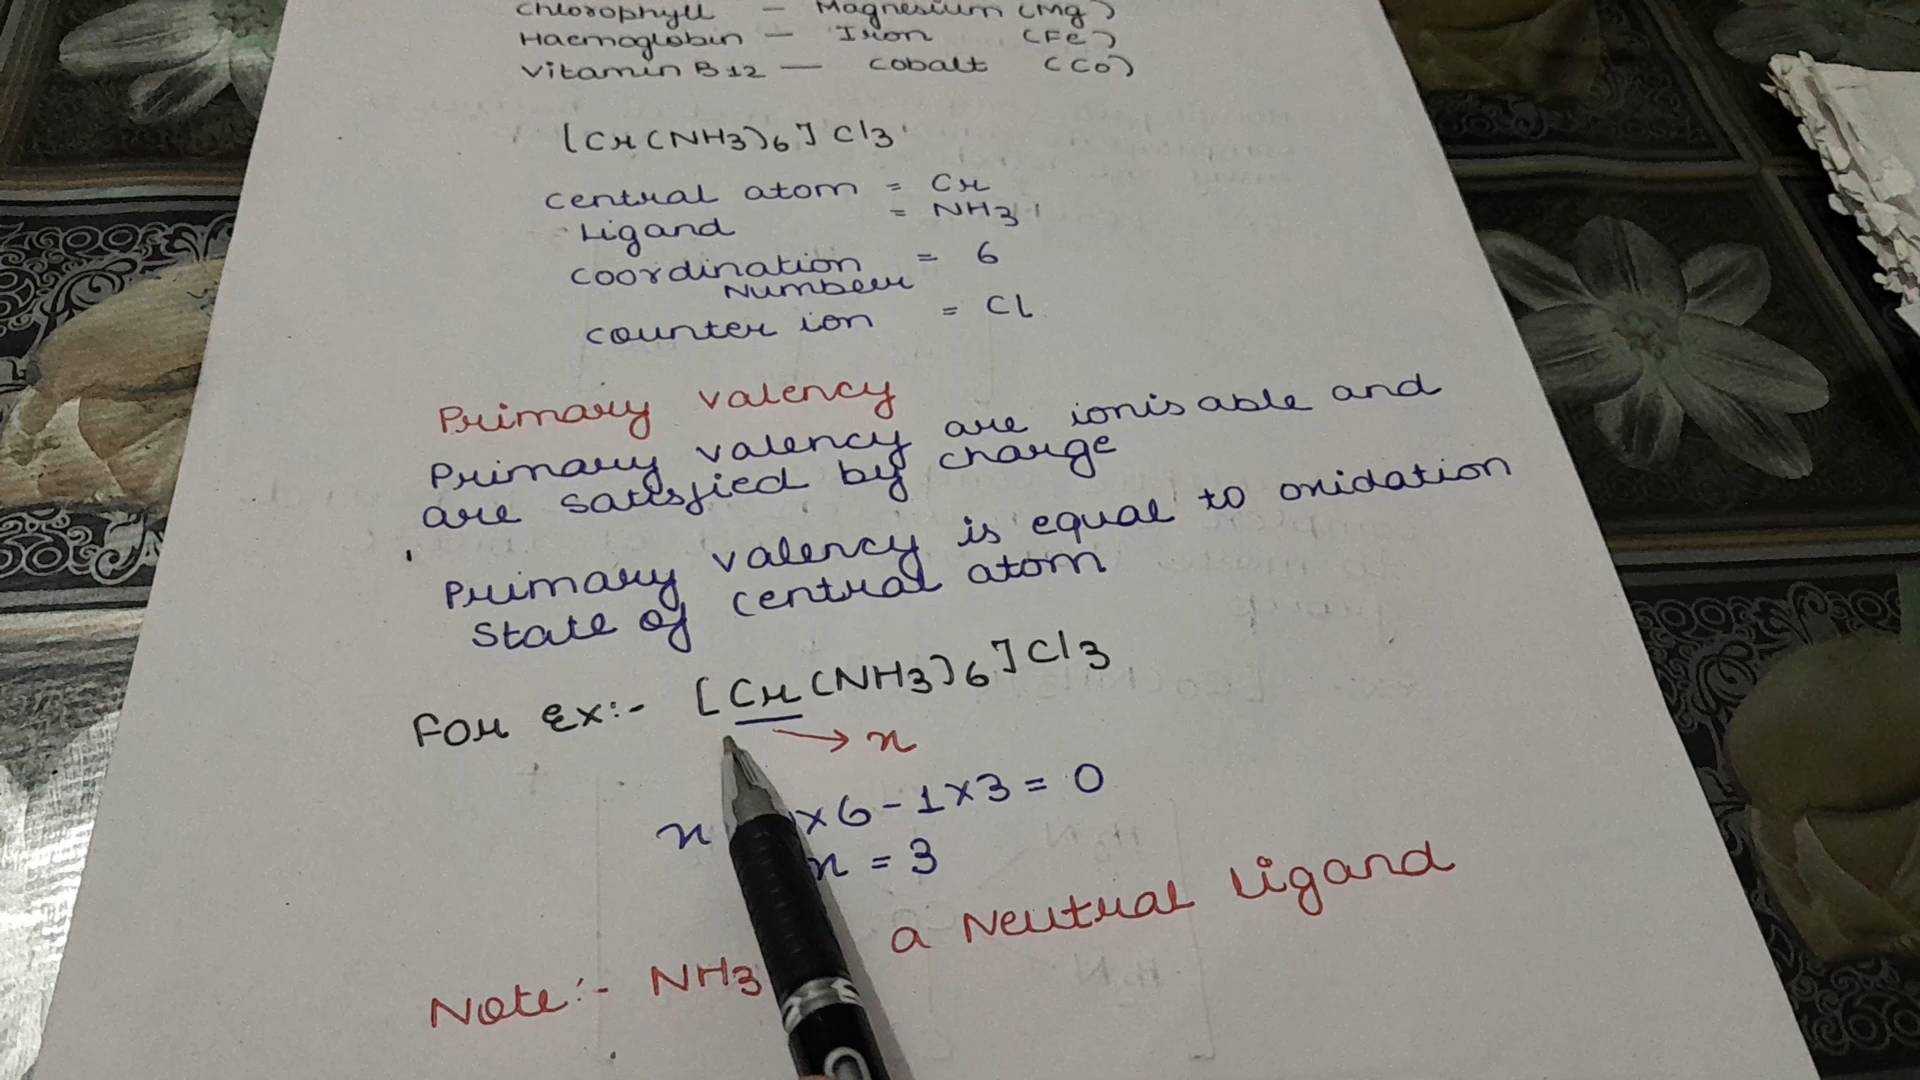 Chlorophyll - Magnesium (Mg)
Haemoglobin - Iron (Fe)
Vitamin B12 - Cobalt (Co)
[Cr(NH3)6]Cl3
Central atom = Cr
Ligand = NH3
Coordination Number = 6
Counter ion = Cl
Primary valency
Primary valency are ionisable and
are satisfied by charge
Primary valency is equal to oxidation
State of central atom
For Ex:- [Cr(NH3)6]Cl3
→ x
x ×6-1×3=0
x = 3
Note:- NH3 a Neutral Ligand